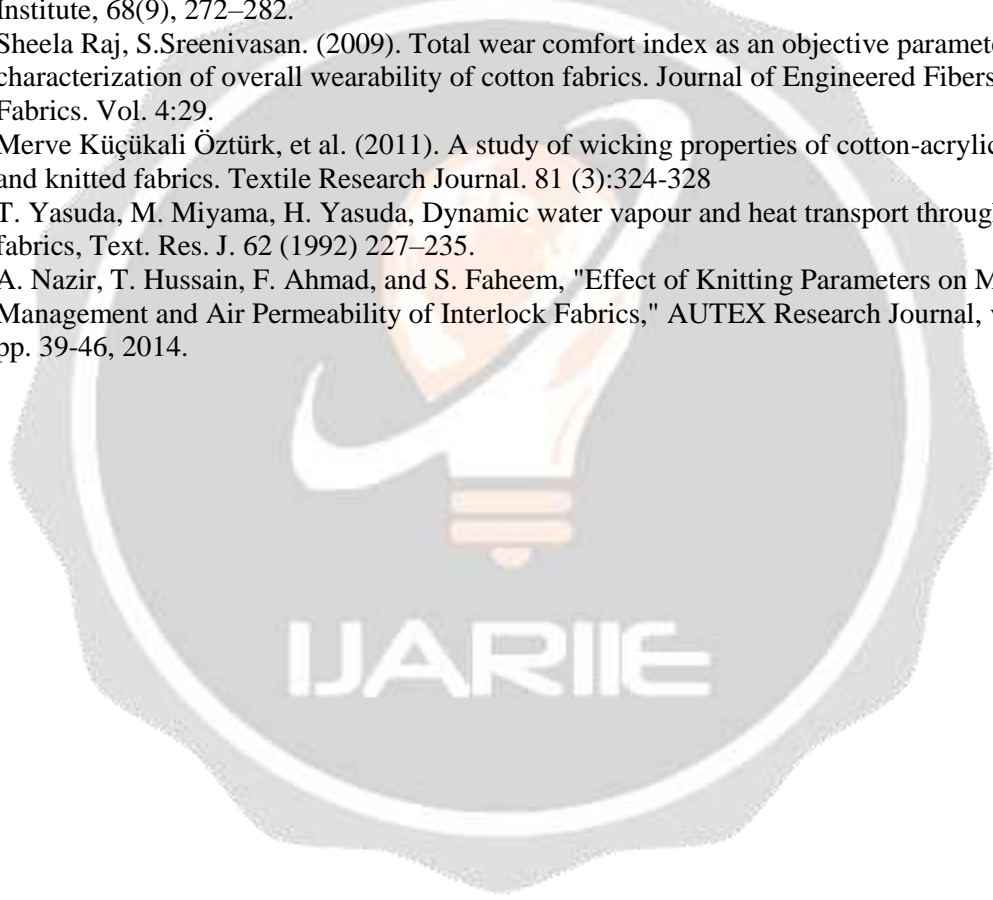 Institute, 68(9), 272–282.
Sheela Raj, S.Sreenivasan. (2009). Total wear comfort index as an objective paramete
characterization of overall wearability of cotton fabrics. Journal of Engineered Fibers
Fabrics. Vol. 4:29.
Merve Küçükali Öztürk, et al. (2011). A study of wicking properties of cotton-acrylic
and knitted fabrics. Textile Research Journal. 81 (3):324-328
T. Yasuda, M. Miyama, H. Yasuda, Dynamic water vapour and heat transport throug
fabrics, Text. Res. J. 62 (1992) 227–235.
A. Nazir, T. Hussain, F. Ahmad, and S. Faheem, "Effect of Knitting Parameters on M
Management and Air Permeability of Interlock Fabrics," AUTEX Research Journal,
pp. 39-46, 2014.
IJARIIE